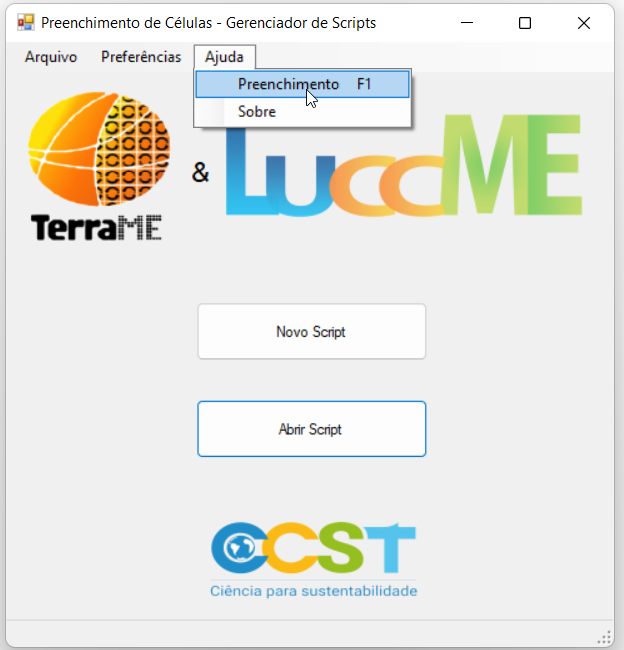 Preenchimento de Células - Gerenciador de Scripts
Arquivo Preferências Ajuda
Preenchimento F1
Sobre
TerraME
&
LuccME
Novo Script
Abrir Script
CCST
Ciência para sustentabilidade